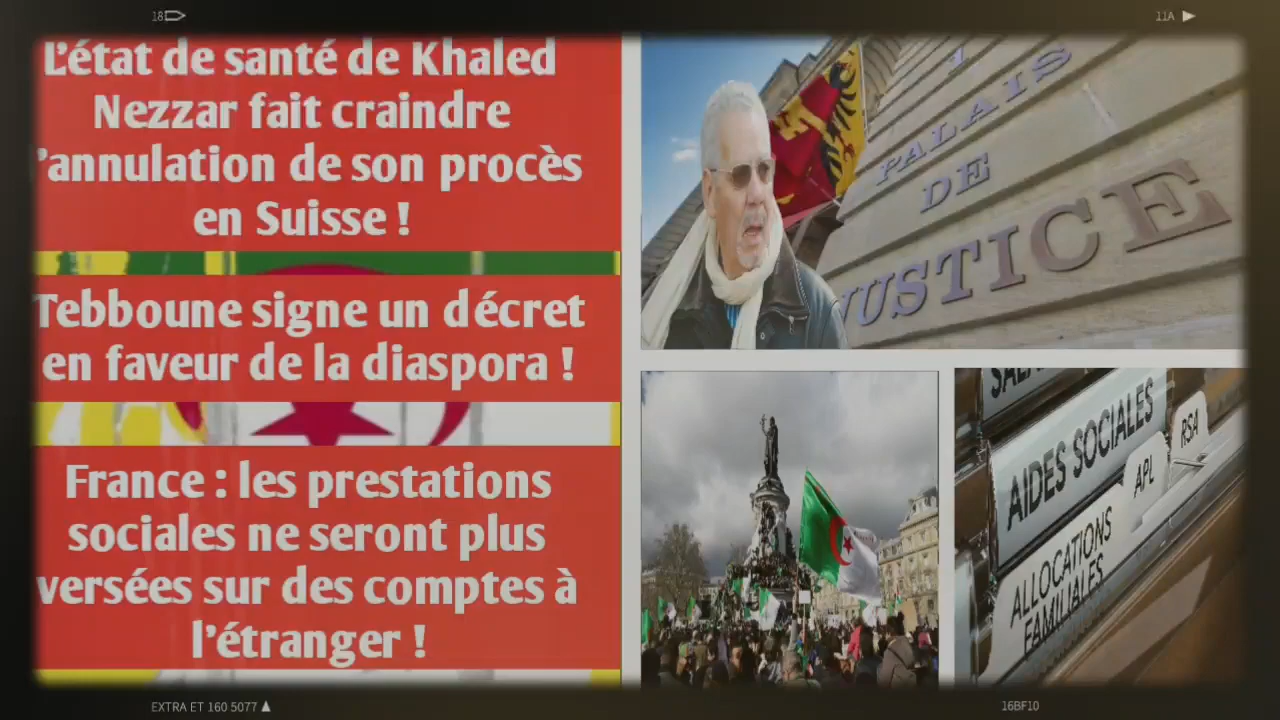 18
11A
L'état de santé de Khaled
Nezzar fait craindre
'annulation de son procès
en Suisse !
Tebboune signe un décret
en faveur de la diaspora !
France : les prestations
sociales ne seront plus
versées sur des comptes à
l'étranger !
PALAIS
DE
JUSTICE
AIDES SOCIALES
RSA
APL
ALLOCATIONS
FAMILIALES
EXTRA ET 160 5077
16BF10